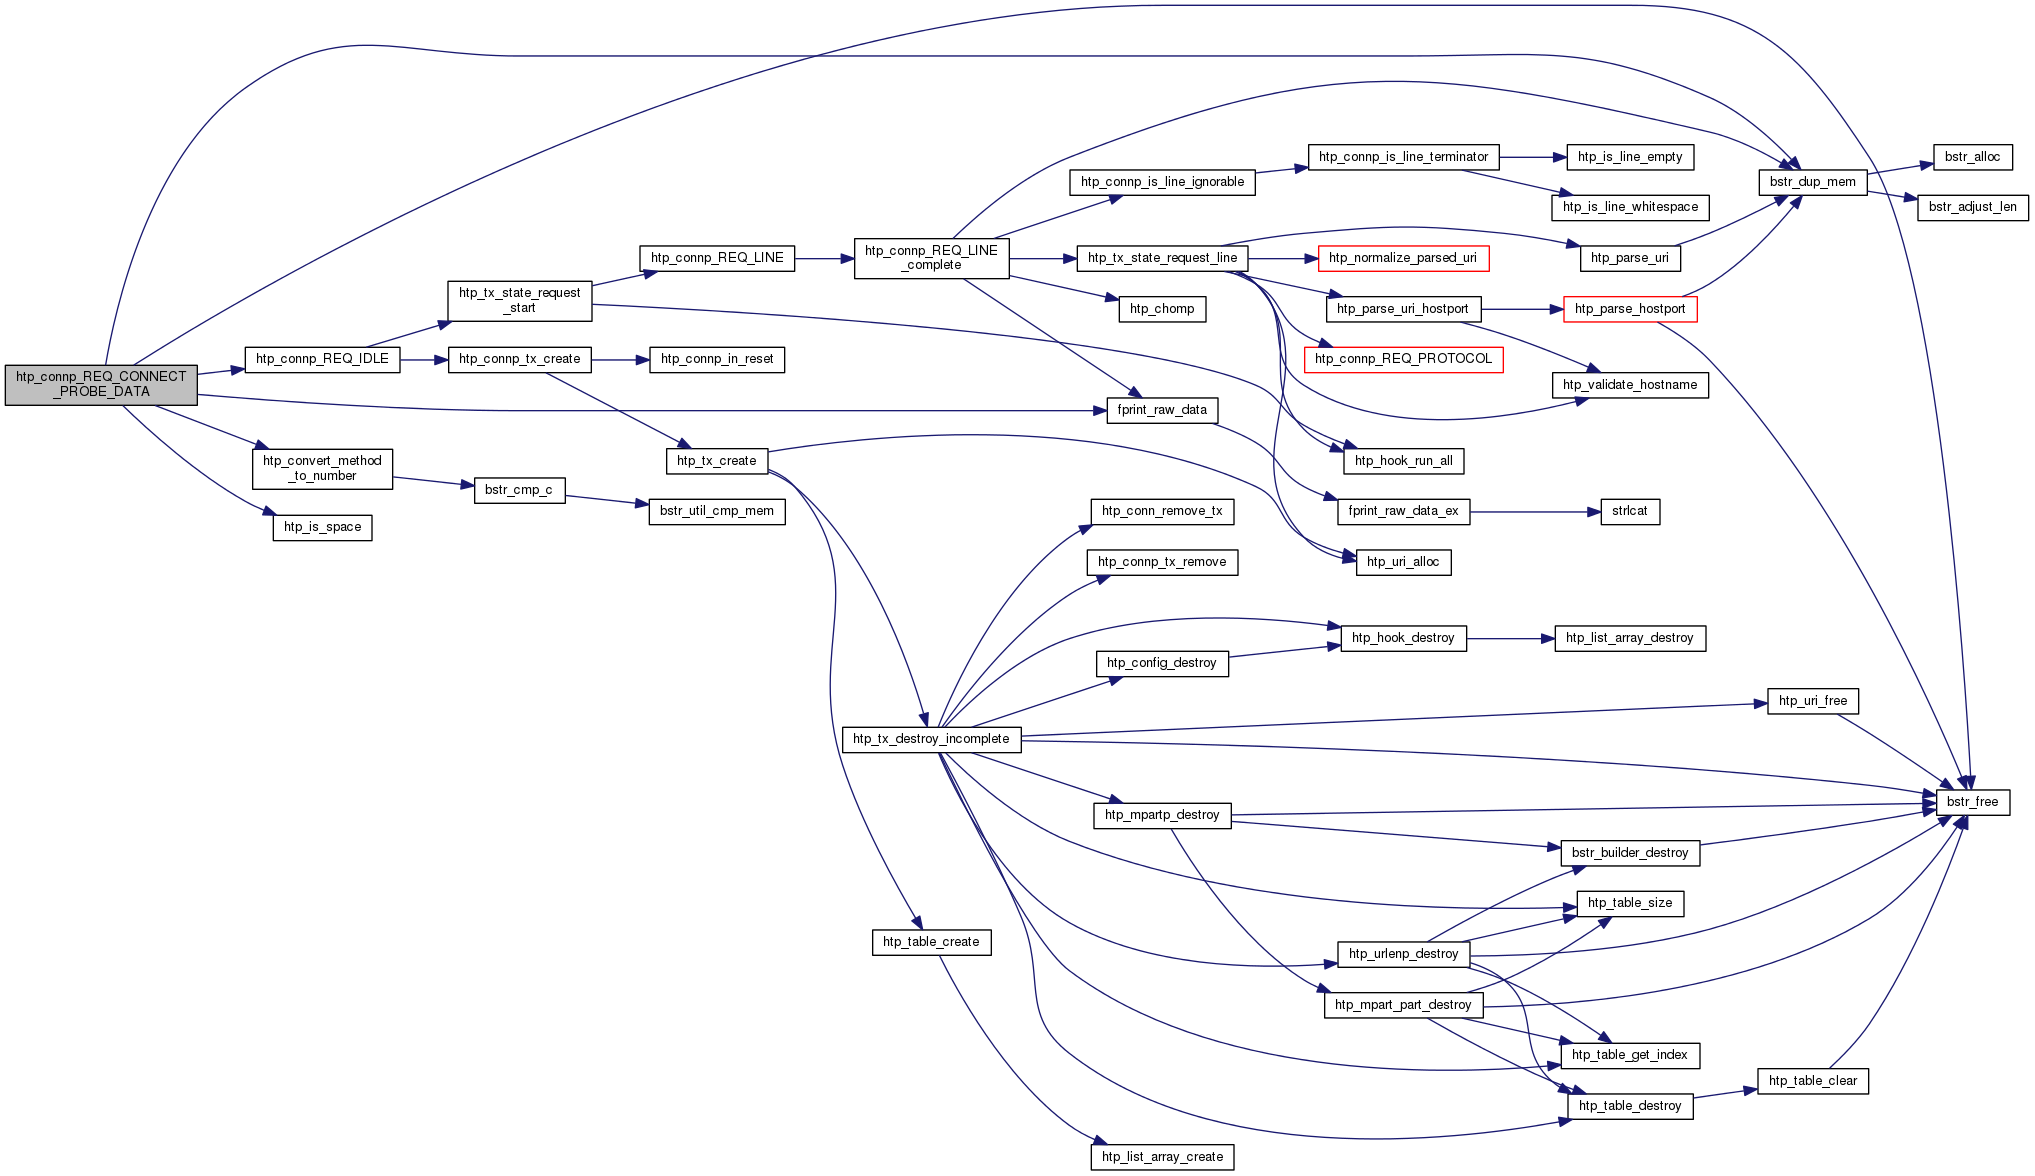 htp_connp_REQ_CONNECT
_PROBE_DATA
htp_connp_REQ_IDLE
htp_convert_method
_to_number
htp_is_space
htp_tx_state_request
_start
htp_connp_tx_create
bstr_cmp_c
htp_connp_REQ_LINE
htp_connp_in_reset
htp_tx_create
bstr_util_cmp_mem
htp_connp_REQ_LINE
_complete
htp_tx_destroy_incomplete
htp_table_create
htp_connp_is_line_ignorable
htp_tx_state_request_line
htp_chomp
fprint_raw_data
htp_conn_remove_tx
htp_connp_tx_remove
htp_config_destroy
htp_mpartp_destroy
htp_list_array_create
htp_connp_is_line_terminator
htp_normalize_parsed_uri
htp_parse_uri_hostport
htp_connp_REQ_PROTOCOL
htp_hook_run_all
fprint_raw_data_ex
htp_uri_alloc
htp_hook_destroy
htp_urlenp_destroy
htp_mpart_part_destroy
htp_is_line_empty
htp_is_line_whitespace
htp_parse_uri
htp_parse_hostport
htp_validate_hostname
strlcat
htp_list_array_destroy
bstr_builder_destroy
htp_table_size
htp_table_get_index
htp_table_destroy
bstr_dup_mem
htp_uri_free
htp_table_clear
bstr_alloc
bstr_adjust_len
bstr_free